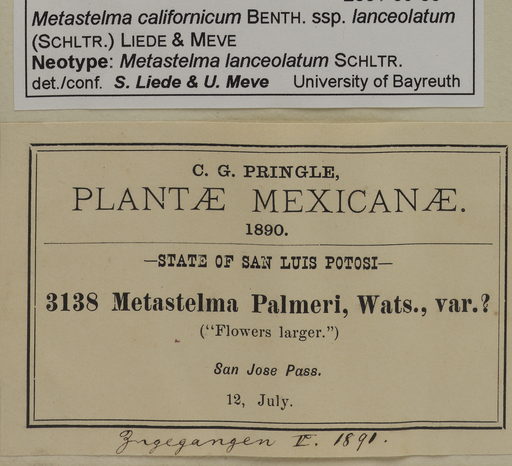 Metastelma californicum BENTH. ssp. lanceolatum
(SCHLTR.) LIEDE & MEVE
Neotype: Metastelma lanceolatum SCHLTR.
det./conf. S. Liede & U. Meve University of Bayreuth
C. G. PRINGLE,
PLANTÆ MEXICANÆ.
1890.
—STATE OF SAN LUIS POTOSI—
3138 Metastelma Palmeri, Wats., var.?
("Flowers larger.")
San Jose Pass.
12, July.
Eingegangen V. 1891.